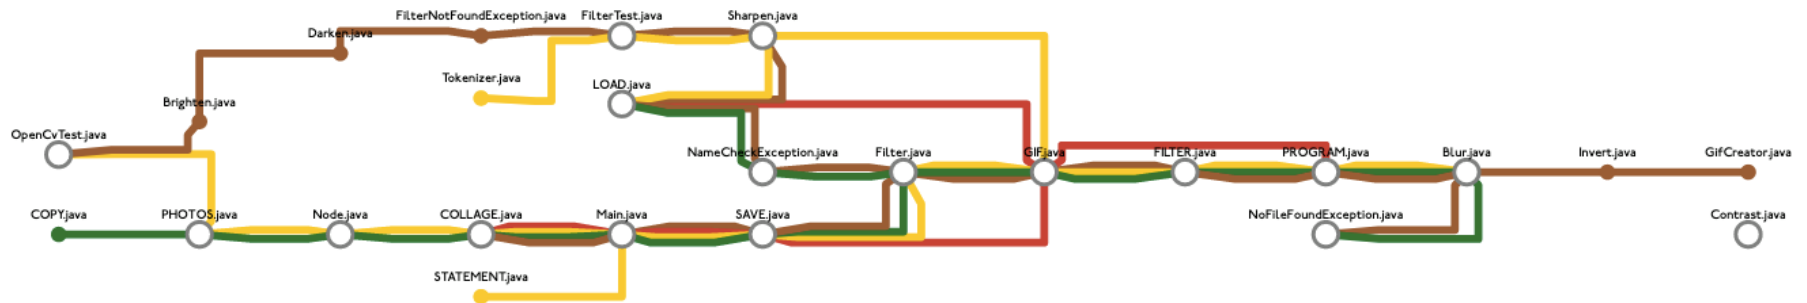 FilterNotFoundException.java
FilterTest.java
Sharpen.java
Darken.java
Tokenizer.java
LOAD.java
Brighten.java
OpenCvTest.java
NameCheckException.java
Filter.java
GIF.java
FILTER.java
PROGRAM.java
Blur.java
Invert.java
GifCreator.java
COPY.java
PHOTOS.java
Node.java
COLLAGE.java
Main.java
SAVE.java
NoFileFoundException.java
Contrast.java
STATEMENT.java